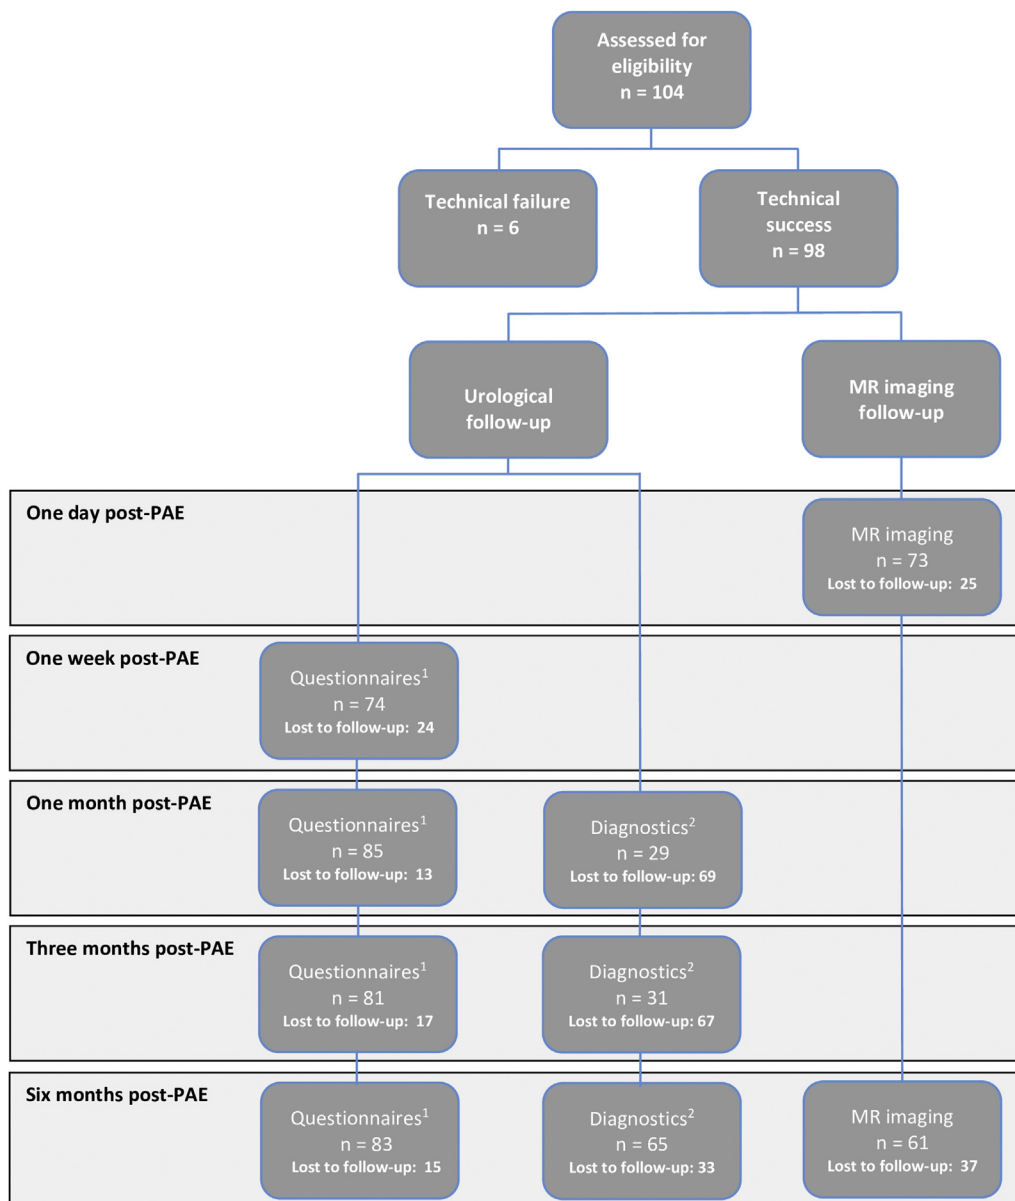 Assessed for
eligibility
n = 104
Technical failure
n = 6
Technical
success
n = 98
Urological
follow-up
MR imaging
follow-up
One day post-PAE
MR imaging
n = 73
Lost to follow-up: 25
One week post-PAE
Questionnaires¹
n = 74
Lost to follow-up: 24
One month post-PAE
Questionnaires¹
n = 85
Lost to follow-up: 13
Diagnostics²
n = 29
Lost to follow-up: 69
Three months post-PAE
Questionnaires¹
n = 81
Lost to follow-up: 17
Diagnostics²
n = 31
Lost to follow-up: 67
Six months post-PAE
Questionnaires¹
n = 83
Lost to follow-up: 15
Diagnostics²
n = 65
Lost to follow-up: 33
MR imaging
n = 61
Lost to follow-up: 37